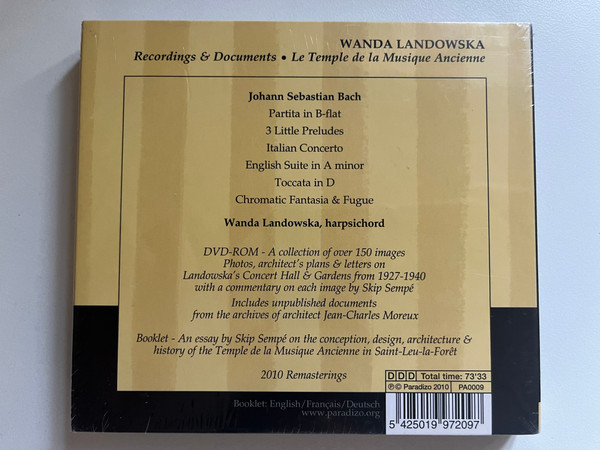 WANDA LANDOWSKA
Recordings & Documents • Le Temple de la Musique Ancienne
Johann Sebastian Bach
Partita in B-flat
3 Little Preludes
Italian Concerto
English Suite in A minor
Toccata in D
Chromatic Fantasia & Fugue
Wanda Landowska, harpsichord
DVD-ROM - A collection of over 150 images
Photos, architect's plans & letters on
Landowska's Concert Hall & Gardens from 1927-1940
with a commentary on each image by Skip Sempé
Includes unpublished documents
from the archives of architect Jean-Charles Moreux
Booklet - An essay by Skip Sempé on the conception, design, architecture &
history of the Temple de la Musique Ancienne in Saint-Leu-la-Forêt
2010 Remasterings
DDD Total time: 73'33
℗© Paradizo 2010 PA0009
Booklet: English/Français/Deutsch
www.paradizo.org
5 425019 972097